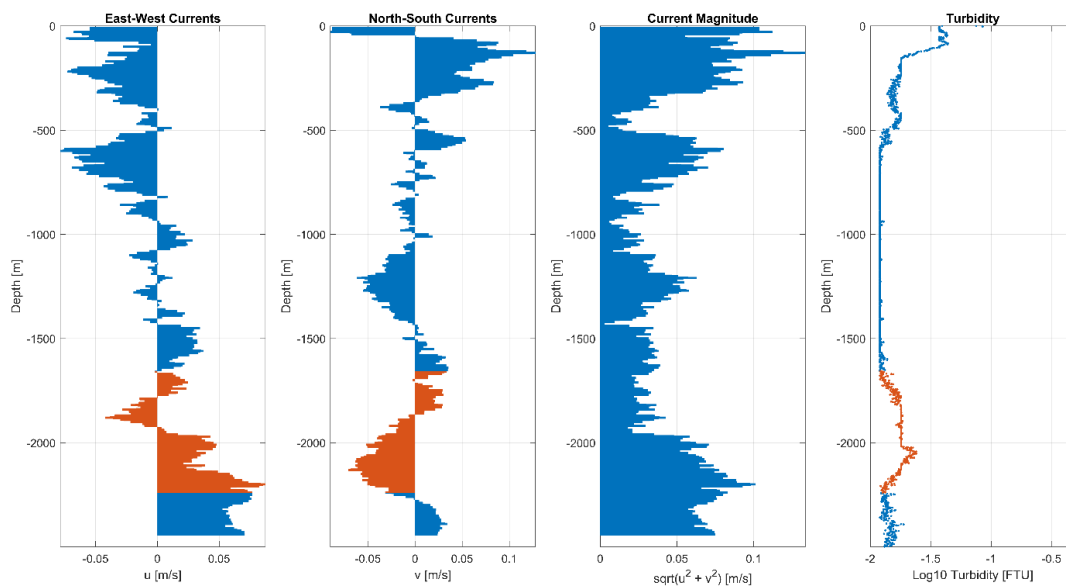 East-West Currents
North-South Currents
Current Magnitude
Turbidity
0
-500
-1000
-1500
-2000
Depth [m]
-0.05
0
0.05
u [m/s]
0
-500
-1000
-1500
-2000
Depth [m]
-0.05
0
0.05
0.1
v [m/s]
0
-500
-1000
-1500
-2000
Depth [m]
0
0.05
0.1
sqrt(u² + v²) [m/s]
0
-500
-1000
-1500
-2000
Depth [m]
-2
-1.5
-1
-0.5
Log10 Turbidity [FTU]